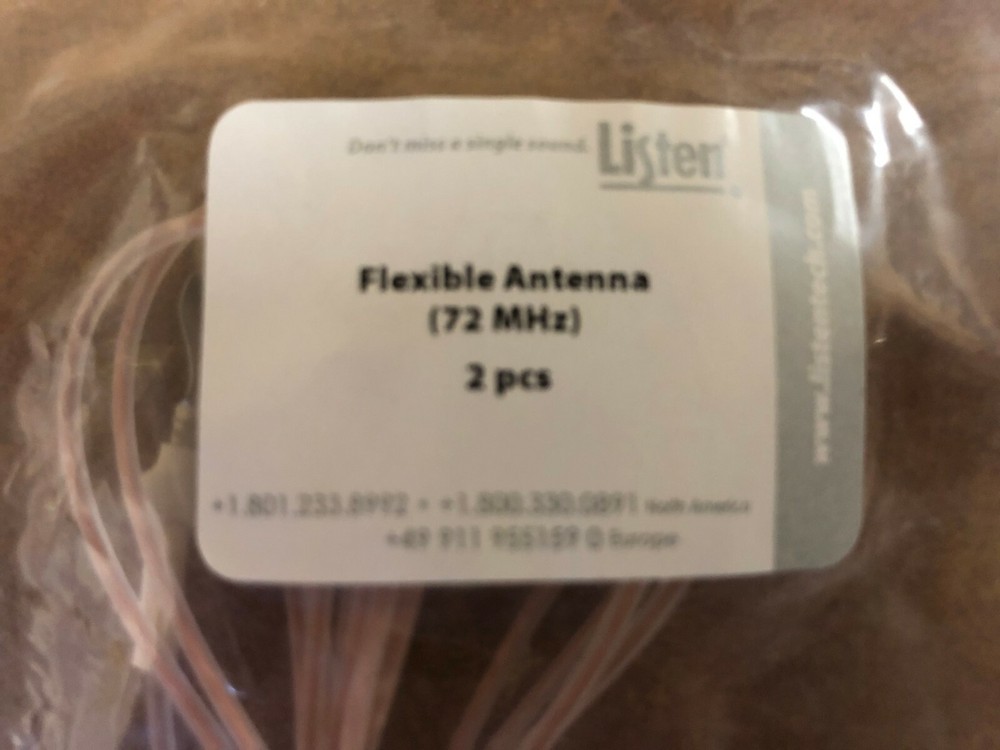 Don't miss a single sound. Listen
Flexible Antenna
(72 MHz)
2 pcs
+1.801.233.8992 • +1.800.330.0891 North America
+49 911 955159 0 Europe
www.listentech.com